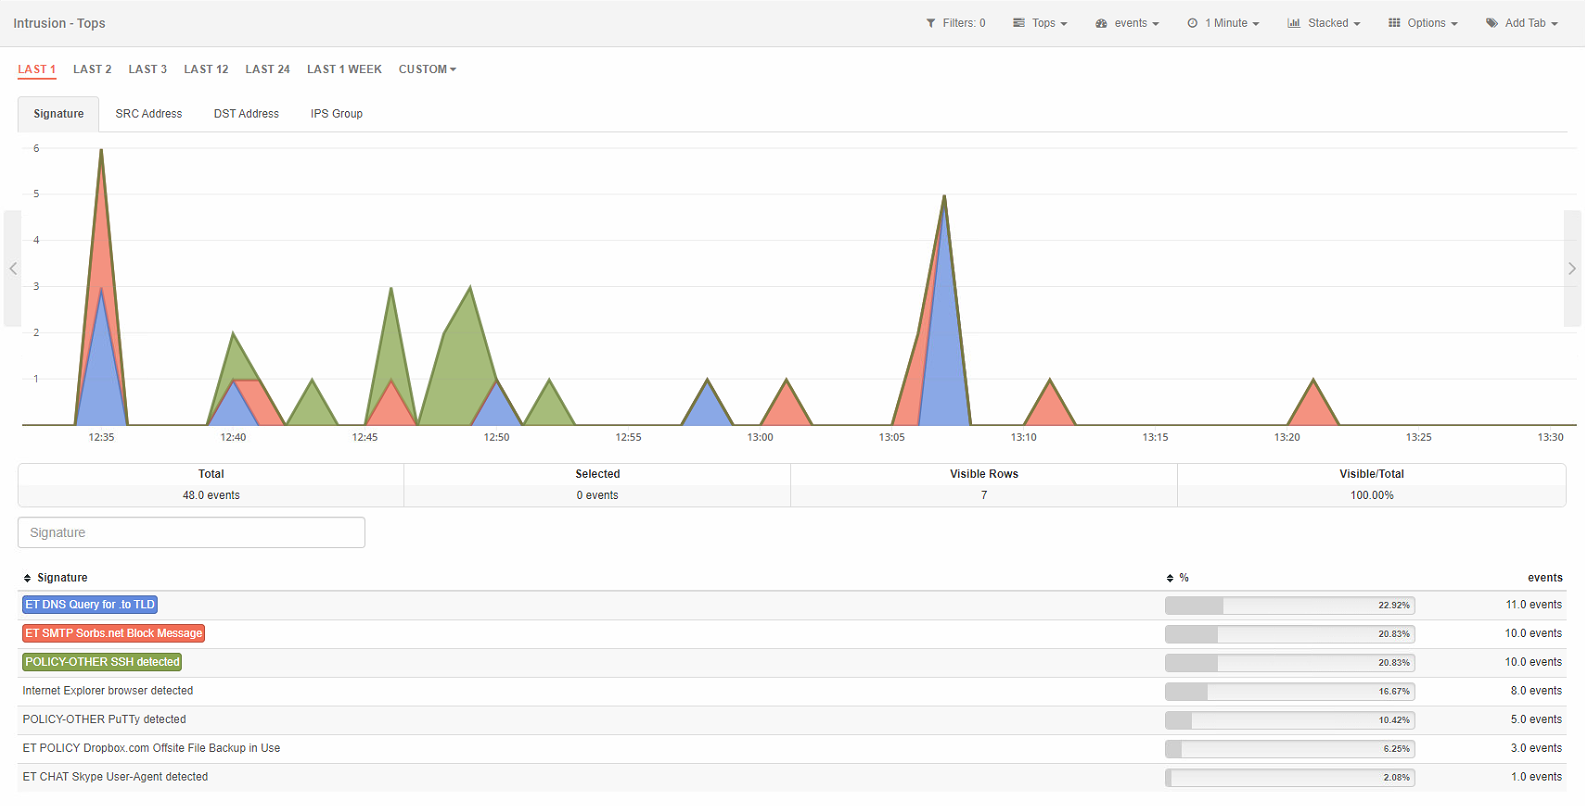 Intrusion - Tops
Filters: 0 Tops events 1 Minute Stacked Options Add Tab
LAST 1 LAST 2 LAST 3 LAST 12 LAST 24 LAST 1 WEEK CUSTOM
Signature SRC Address DST Address IPS Group
6
5
4
3
2
1
12:35 12:40 12:45 12:50 12:55 13:00 13:05 13:10 13:15 13:20 13:25 13:30
Total Selected Visible Rows Visible/Total
48.0 events 0 events 7 100.00%
Signature
Signature % events
ET DNS Query for .to TLD 22.92% 11.0 events
ET SMTP Sorbs.net Block Message 20.83% 10.0 events
POLICY-OTHER SSH detected 20.83% 10.0 events
Internet Explorer browser detected 16.67% 8.0 events
POLICY-OTHER PuTTy detected 10.42% 5.0 events
ET POLICY Dropbox.com Offsite File Backup in Use 6.25% 3.0 events
ET CHAT Skype User-Agent detected 2.08% 1.0 events